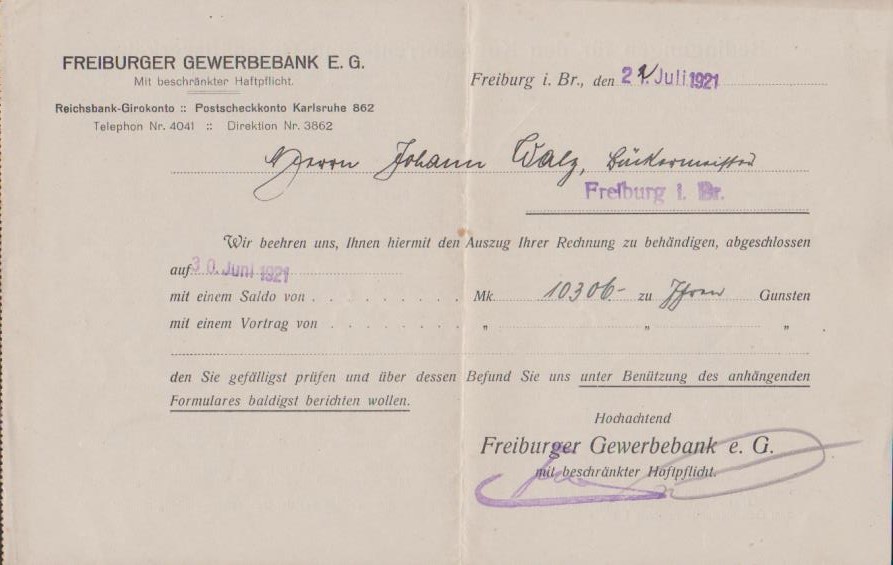 FREIBURGER GEWERBEBANK E. G.
Mit beschränkter Haftpflicht.
Reichsbank-Girokonto :: Postscheckkonto Karlsruhe 862
Telephon Nr. 4041 :: Direktion Nr. 3862
Freiburg i. Br., den Juli 1921
Herrn Johann Walz,
Freiburg i. Br.
Wir beehren uns, Ihnen hiermit den Auszug Ihrer Rechnung zu behändigen, abgeschlossen
auf 30. Juni 1921
mit einem Saldo von . . . . . . . . Mk 10306.- zu Ihren Gunsten
mit einem Vortrag von . . . . . . . „ „ „
den Sie gefälligst prüfen und über dessen Befund Sie uns unter Benützung des anhängenden
Formulares baldigst berichten wollen.
Hochachtend
Freiburger Gewerbebank e. G.
mit beschränkter Haftpflicht.